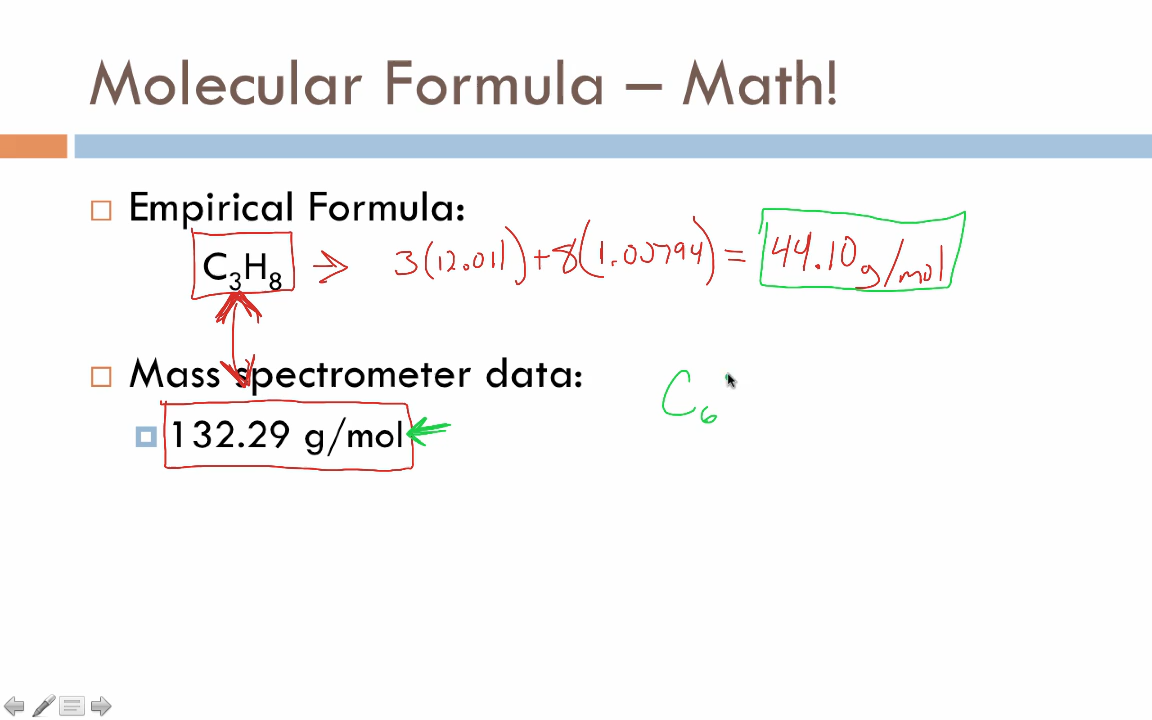 Molecular Formula – Math!
Empirical Formula:
C₃H₈ > 3(12.011)+8(1.00794) = 44.10 g/mol
Mass spectrometer data:
C₆
132.29 g/mol